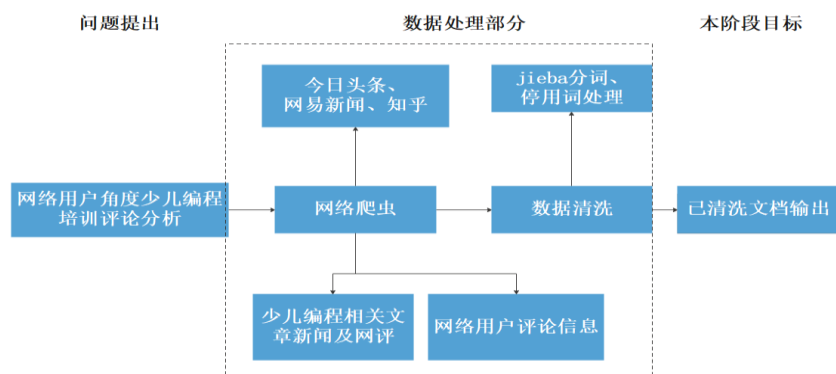 问题提出
数据处理部分
本阶段目标
今日头条、
网易新闻、知乎
jieba分词、
停用词处理
网络用户角度少儿编程
培训评论分析
网络爬虫
数据清洗
已清洗文档输出
少儿编程相关文
章新闻及网评
网络用户评论信息